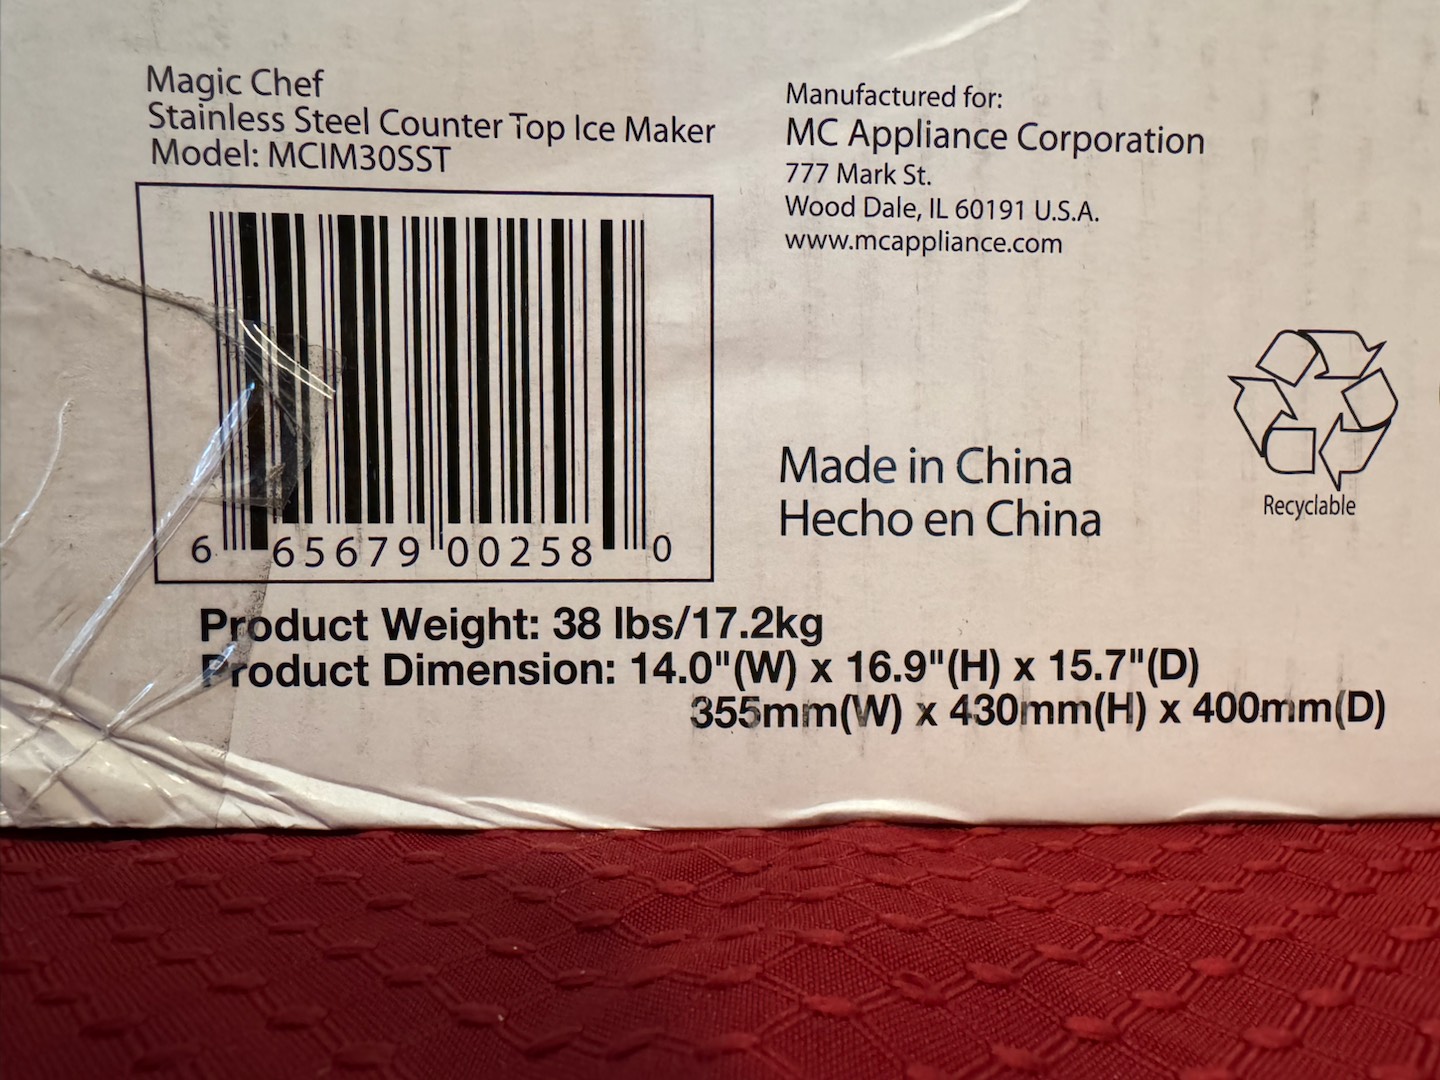 Magic Chef
Stainless Steel Counter Top Ice Maker
Model: MCIM30SST
6 65679 00258 0
Manufactured for:
MC Appliance Corporation
777 Mark St.
Wood Dale, IL 60191 U.S.A.
www.mcappliance.com
Made in China
Hecho en China
Recyclable
Product Weight: 38 lbs/17.2kg
Product Dimension: 14.0"(W) x 16.9"(H) x 15.7"(D)
355mm(W) x 430mm(H) x 400mm(D)